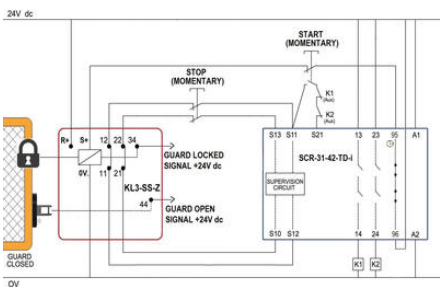 24V dc
START
(MOMENTARY)
STOP
(MOMENTARY)
K1
(Aux)
K2
(Aux)
R+ S+ 12 22 34
S13 S11 S21 13 23 95 A1
GUARD LOCKED
SIGNAL +24V dc
SCR-31-42-TD-i
0V.
11 21
KL3-SS-Z
SUPERVISION
CIRCUIT
44
GUARD OPEN
SIGNAL +24V dc
S10 S12 14 24 96 A2
GUARD
CLOSED
K1 K2
OV